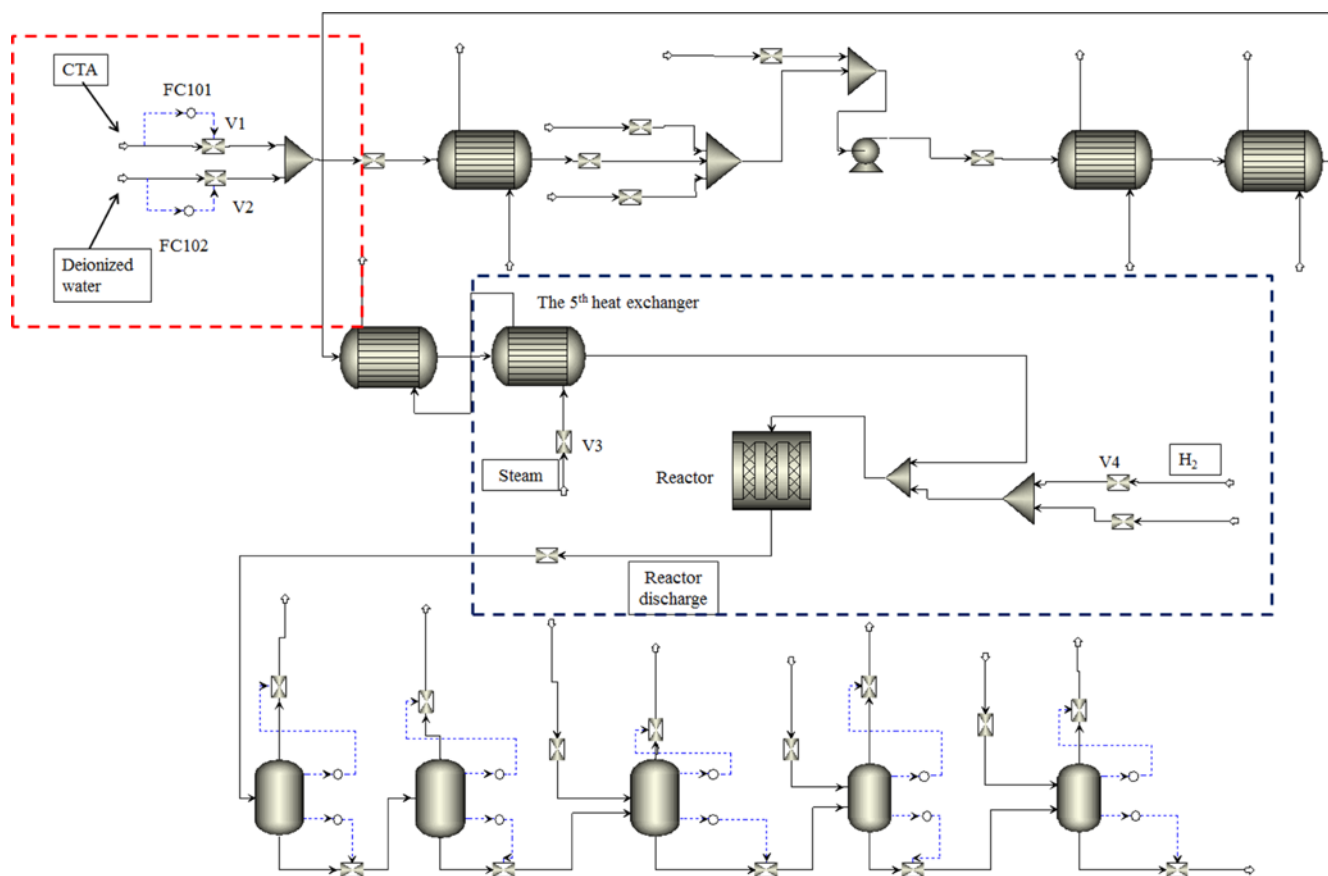 CTA
FC101
V1
V2
FC102
Deionized
water
The 5th heat exchanger
V3
Steam
Reactor
V4
H2
Reactor
discharge